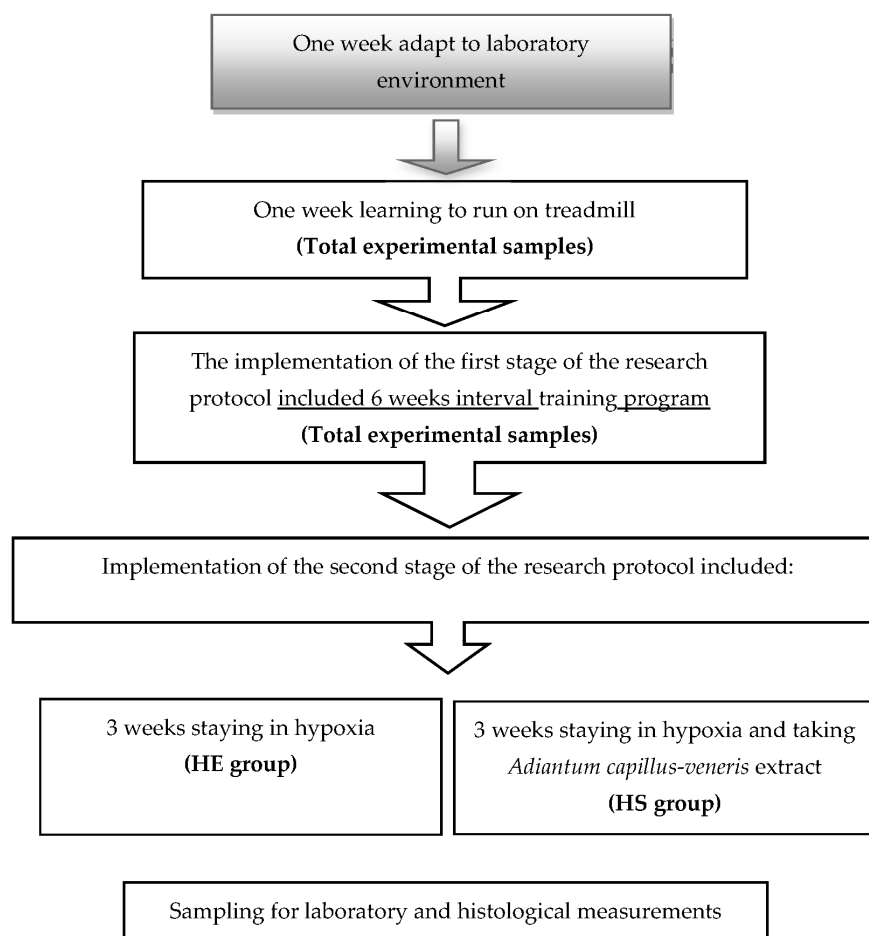 One week adapt to laboratory
environment
One week learning to run on treadmill
(Total experimental samples)
The implementation of the first stage of the research
protocol included 6 weeks interval training program
(Total experimental samples)
Implementation of the second stage of the research protocol included:
3 weeks staying in hypoxia
(HE group)
3 weeks staying in hypoxia and taking
Adiantum capillus-veneris extract
(HS group)
Sampling for laboratory and histological measurements